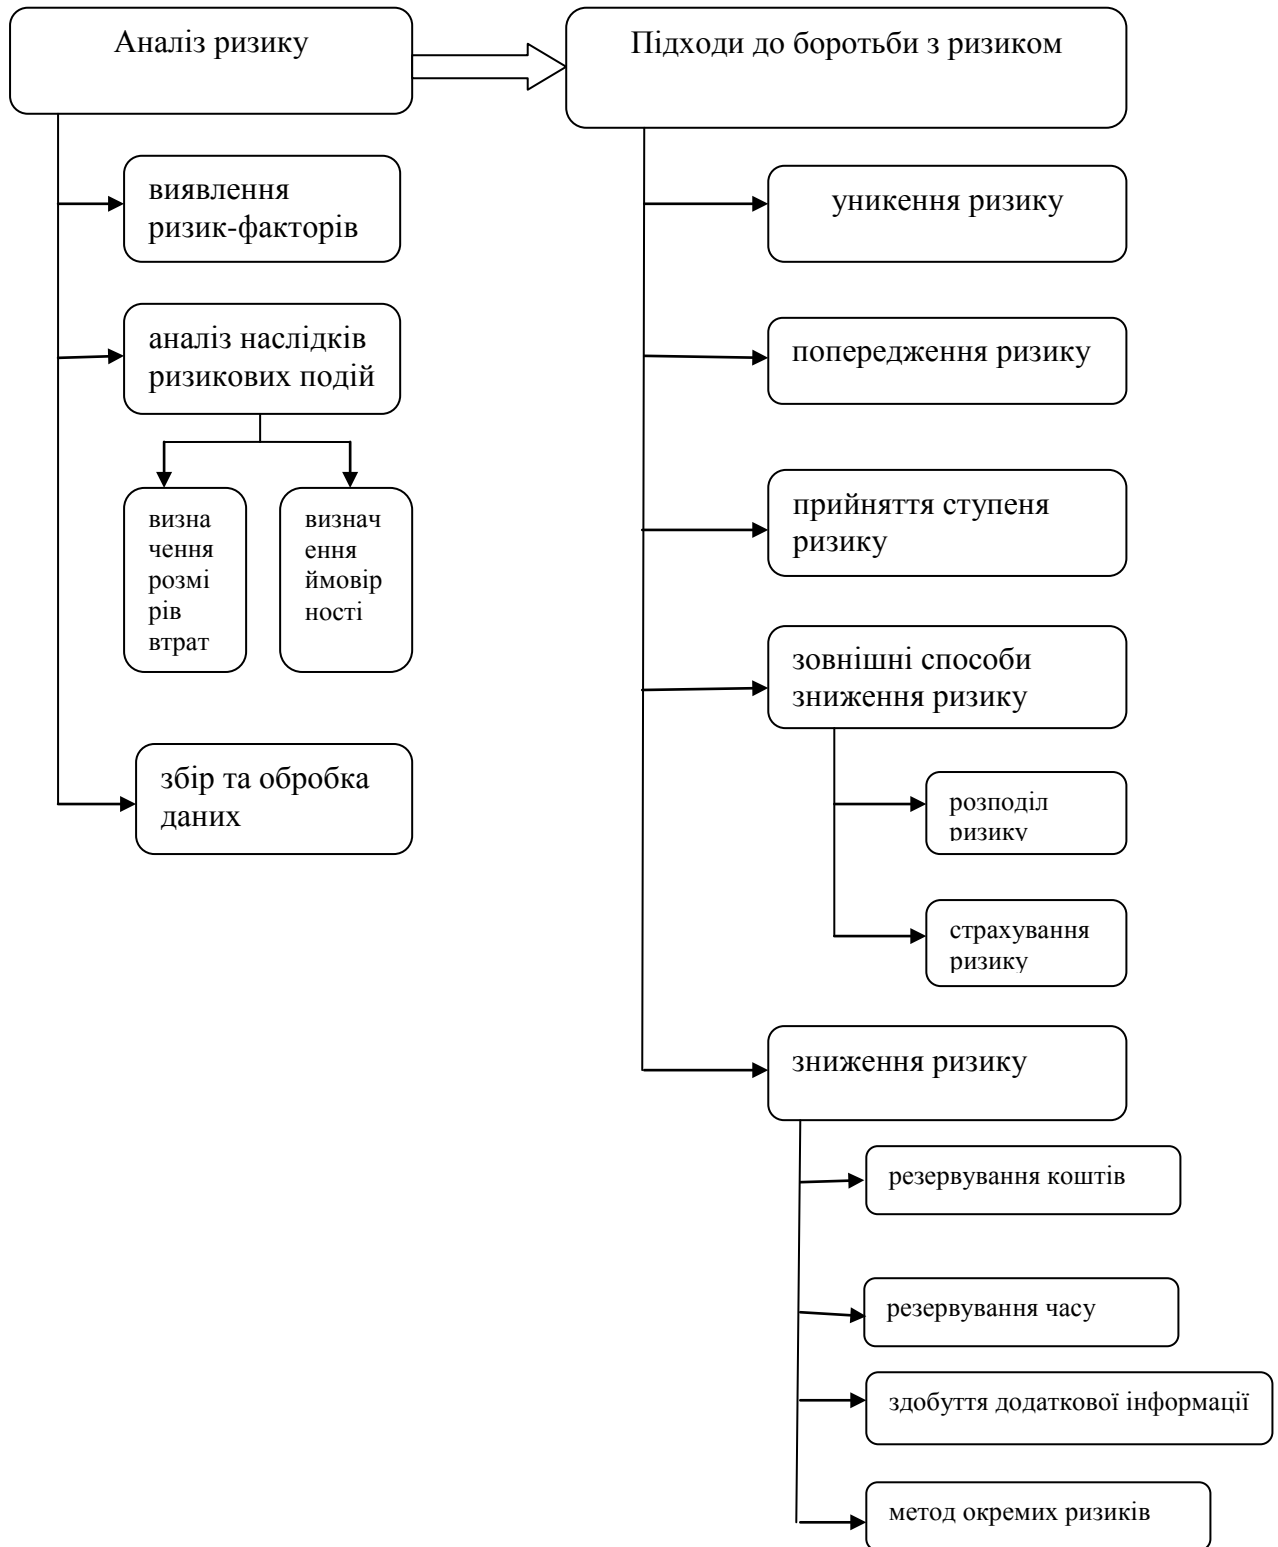 Аналіз ризику
виявлення
ризик-факторів
аналіз наслідків
ризикових подій
визна
чення
розмі
рів
втрат
визнач
ення
ймовір
ності
збір та обробка
даних
Підходи до боротьби з ризиком
уникення ризику
попередження ризику
прийняття ступеня
ризику
зовнішні способи
зниження ризику
розподіл
ризику
страхування
ризику
зниження ризику
резервування коштів
резервування часу
здобуття додаткової інформації
метод окремих ризиків